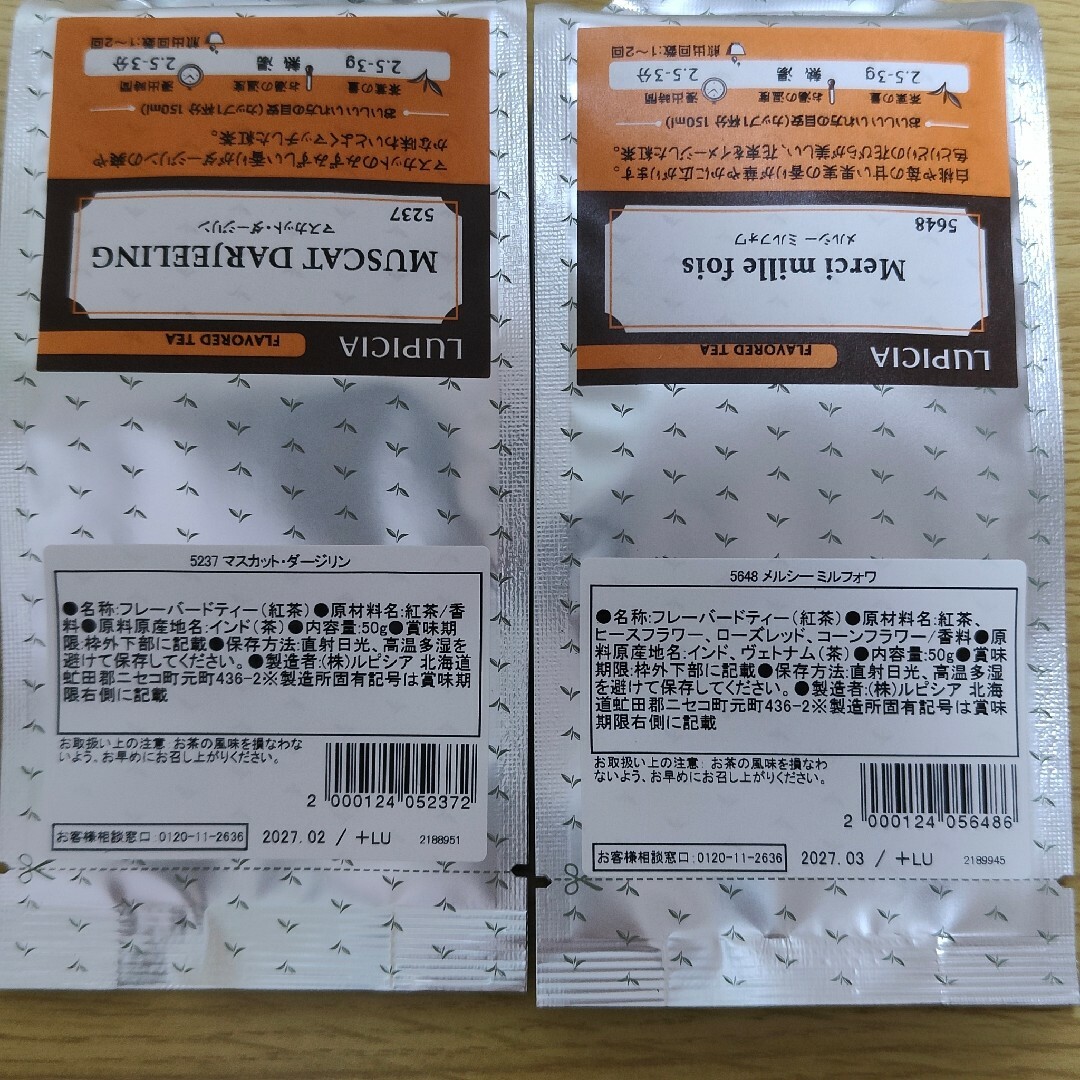 LUPICIA
FLAVORED TEA
MUSCAT DARJEELING
マスカット・ダージリン
5237
マスカットのみずみずしい香りがダージリンの爽や
かな味わいとよくマッチした紅茶。
おいしいいれ方の目安(カップ1杯分 150ml)
茶葉の量 お湯の温度 浸出時間
2.5-3g 熱湯 2.5-3分
煎出回数:1〜2回
5237 マスカット・ダージリン
●名称:フレーバードティー(紅茶)●原材料名:紅茶/香
料●原料原産地名:インド(茶)●内容量:50g●賞味期
限:枠外下部に記載●保存方法:直射日光、高温多湿を
避けて保存してください。●製造者:(株)ルピシア 北海道
虻田郡ニセコ町元町436-2※製造所固有記号は賞味期
限右側に記載
お取扱い上の注意 お茶の風味を損なわな
いよう、お早めにお召し上がりください。
2 000124 052372
お客様相談窓口:0120-11-2636
2027.02 / +LU
2188951
LUPICIA
FLAVORED TEA
Merci mille fois
メルシー ミルフォワ
5648
白桃や苺の甘い果実の香りが華やかに広がります。
色とりどりの花びらが美しい、花束をイメージした紅茶。
おいしいいれ方の目安(カップ1杯分 150ml)
茶葉の量 お湯の温度 浸出時間
2.5-3g 熱湯 2.5-3分
煎出回数:1〜2回
5648 メルシー ミルフォワ
●名称:フレーバードティー(紅茶)●原材料名:紅茶、
ヒースフラワー、ローズレッド、コーンフラワー/香料●原
料原産地名:インド、ヴェトナム(茶)●内容量:50g●賞味
期限:枠外下部に記載●保存方法:直射日光、高温多湿
を避けて保存してください。●製造者:(株)ルピシア 北海
道虻田郡ニセコ町元町436-2※製造所固有記号は賞味
期限右側に記載
お取扱い上の注意 お茶の風味を損なわ
ないよう、お早めにお召し上がりください。
2 000124 056486
お客様相談窓口:0120-11-2636
2027.03 / +LU
2189945